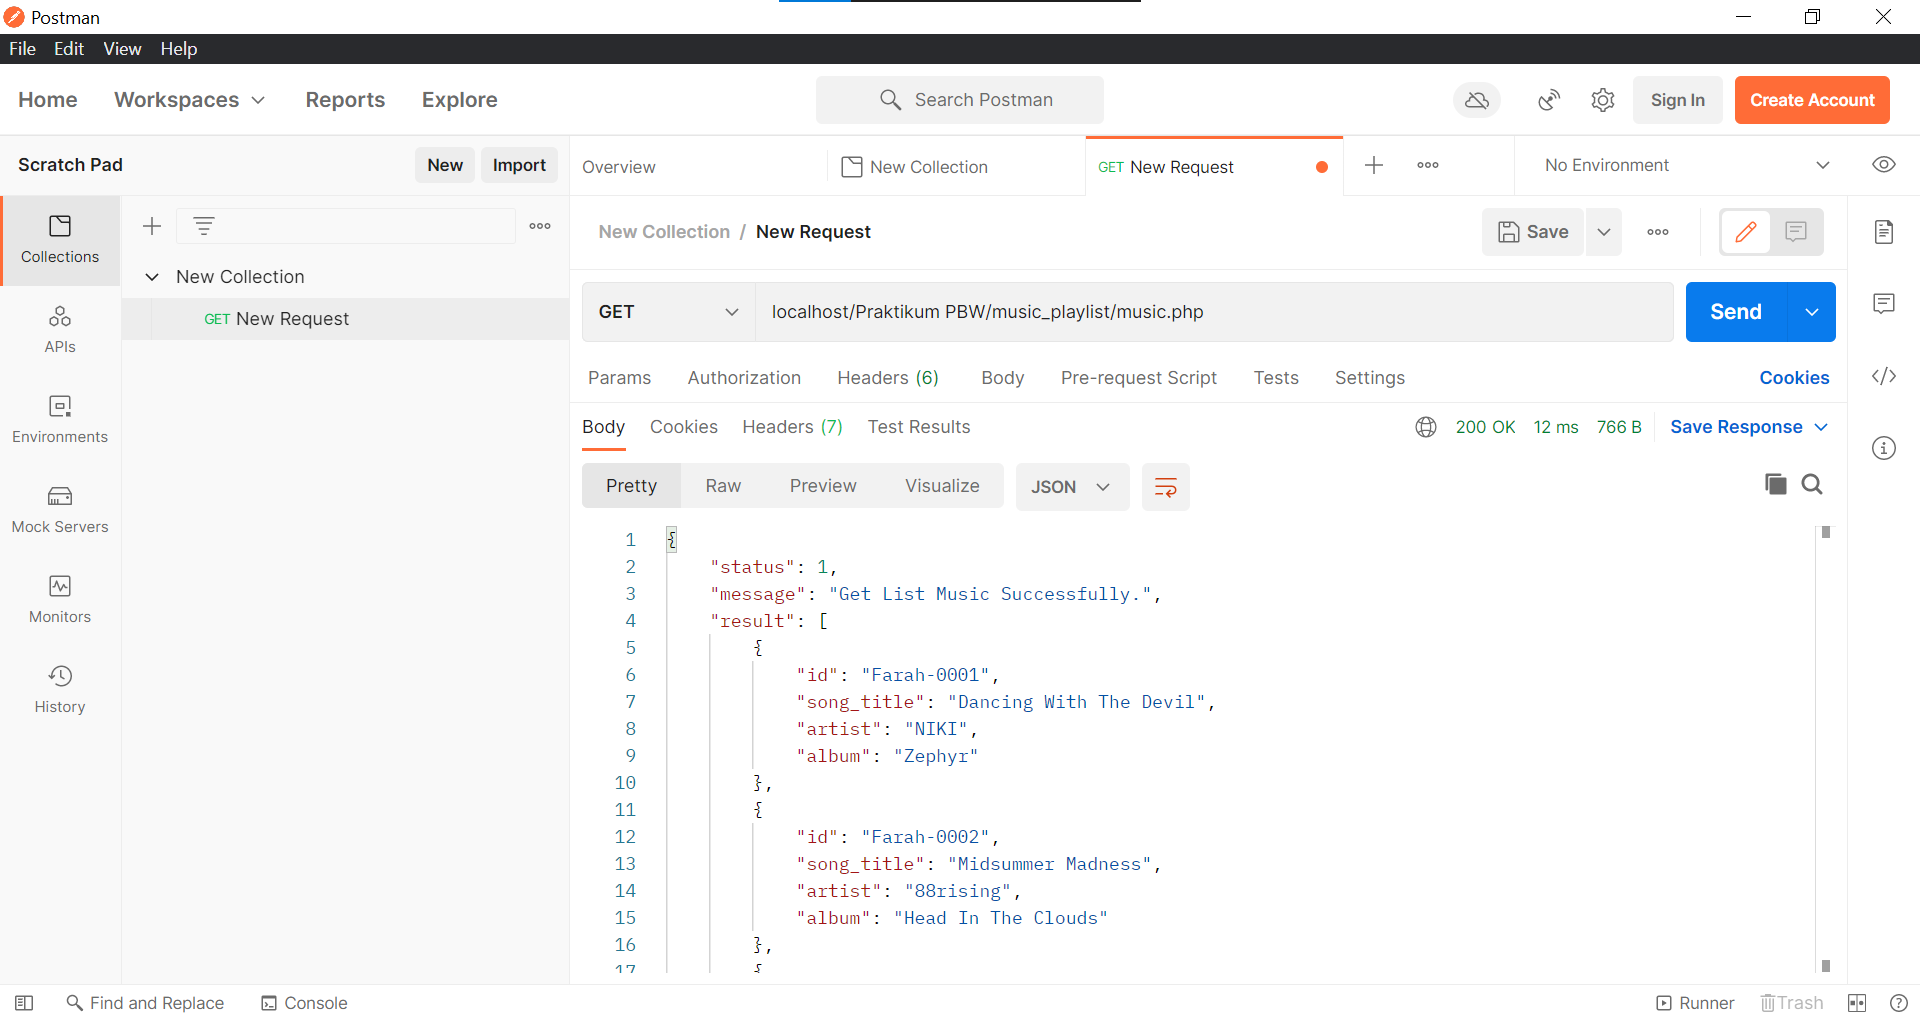 Postman
File Edit View Help
Home Workspaces Reports Explore Search Postman Sign In Create Account
Scratch Pad New Import Overview New Collection GET New Request No Environment
Collections
APIs
Environments
Mock Servers
Monitors
History
New Collection
GET New Request
New Collection / New Request Save
GET localhost/Praktikum PBW/music_playlist/music.php Send
Params Authorization Headers (6) Body Pre-request Script Tests Settings Cookies
Body Cookies Headers (7) Test Results 200 OK 12 ms 766 B Save Response
Pretty Raw Preview Visualize JSON
1 {
2 "status": 1,
3 "message": "Get List Music Successfully.",
4 "result": [
5 {
6 "id": "Farah-0001",
7 "song_title": "Dancing With The Devil",
8 "artist": "NIKI",
9 "album": "Zephyr"
10 },
11 {
12 "id": "Farah-0002",
13 "song_title": "Midsummer Madness",
14 "artist": "88rising",
15 "album": "Head In The Clouds"
16 },
17 {
Find and Replace Console Runner Trash